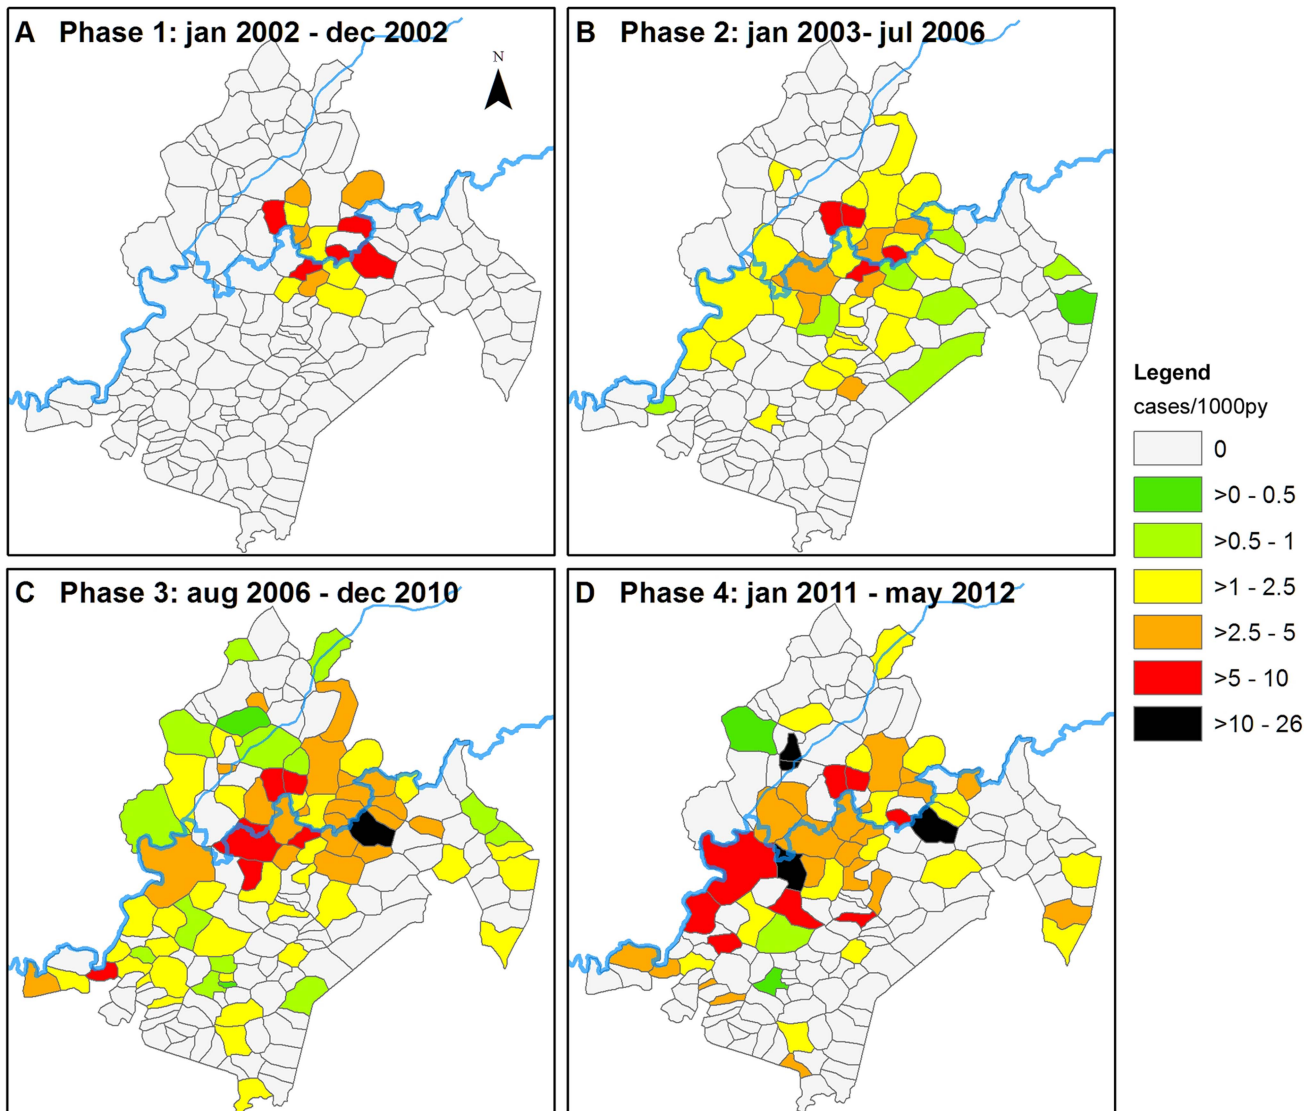 A Phase 1: jan 2002 - dec 2002
N
B Phase 2: jan 2003- jul 2006
C Phase 3: aug 2006 - dec 2010
D Phase 4: jan 2011 - may 2012
Legend
cases/1000py
0
>0 - 0.5
>0.5 - 1
>1 - 2.5
>2.5 - 5
>5 - 10
>10 - 26